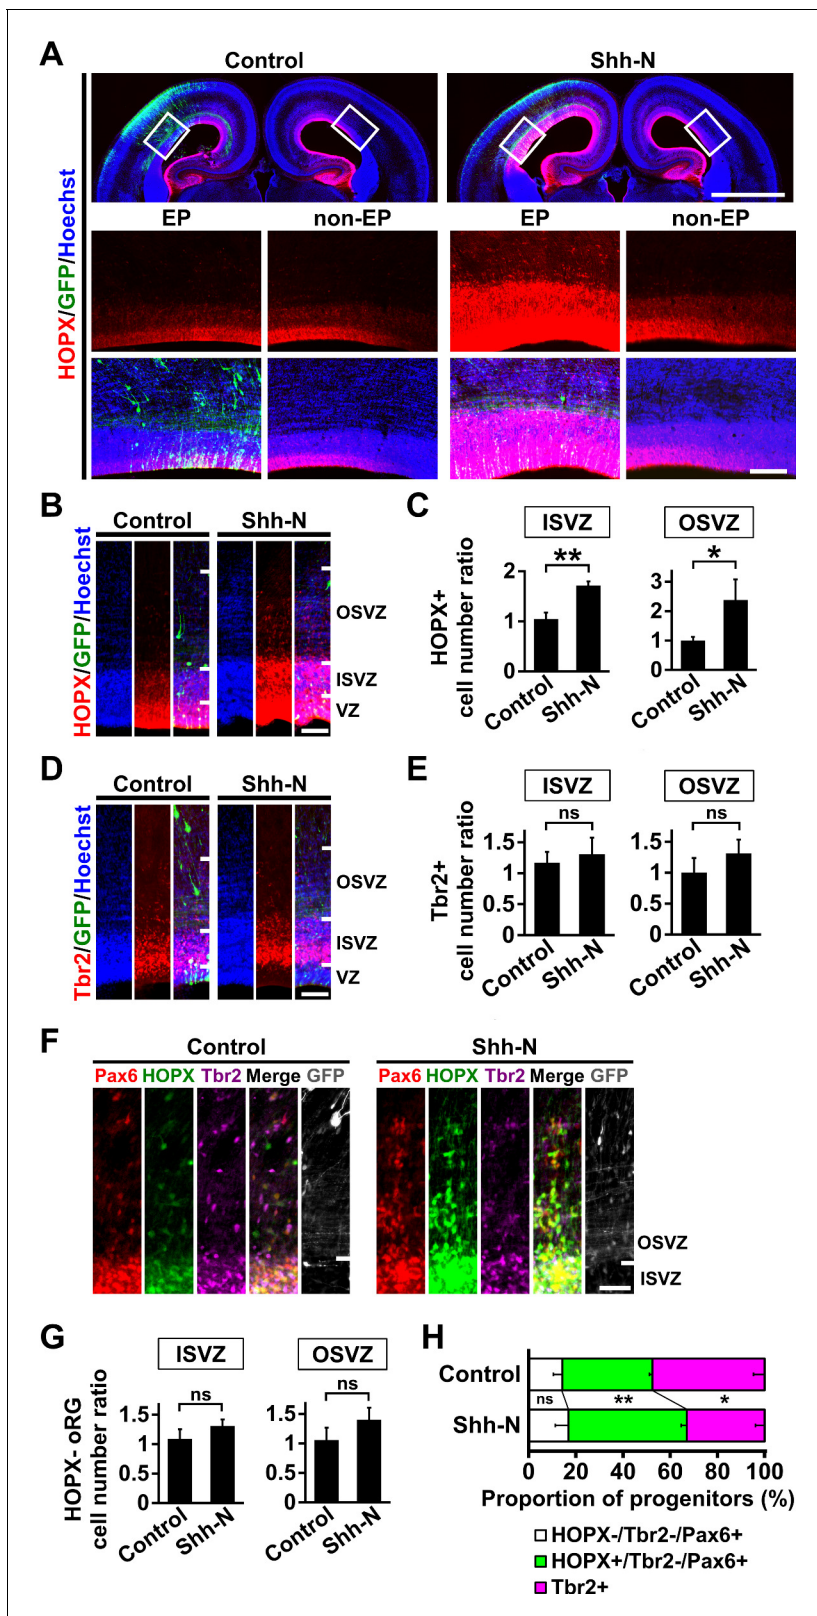 A
Control Shh-N
HOPX/GFP/Hoechst
EP non-EP EP non-EP
B
Control Shh-N
HOPX/GFP/Hoechst
OSVZ
ISVZ
VZ
C
ISVZ OSVZ
HOPX+
cell number ratio
** *
2
1
0
3
2
1
0
Control Shh-N Control Shh-N
D
Control Shh-N
Tbr2/GFP/Hoechst
OSVZ
ISVZ
VZ
E
ISVZ OSVZ
Tbr2+
cell number ratio
ns ns
1.5
1
0.5
0
1.5
1
0.5
0
Control Shh-N Control Shh-N
F
Control Shh-N
Pax6 HOPX Tbr2 Merge GFP Pax6 HOPX Tbr2 Merge GFP
OSVZ
ISVZ
G
ISVZ OSVZ
HOPX- oRG
cell number ratio
ns ns
1.5
1
0.5
0
1.5
1
0.5
0
Control Shh-N Control Shh-N
H
Control
ns ** *
Shh-N
0 20 40 60 80 100
Proportion of progenitors (%)
HOPX-/Tbr2-/Pax6+
HOPX+/Tbr2-/Pax6+
Tbr2+